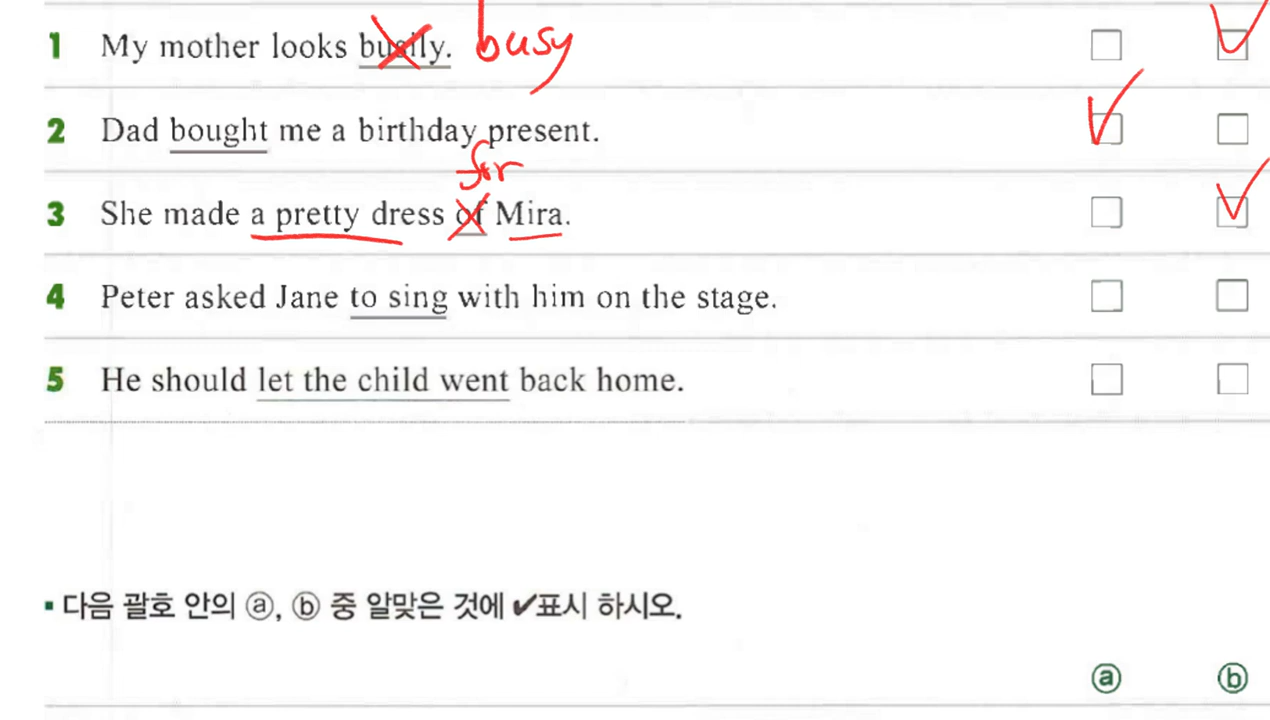 1 My mother looks busily. busy
2 Dad bought me a birthday present.
for
3 She made a pretty dress of Mira.
4 Peter asked Jane to sing with him on the stage.
5 He should let the child went back home.
▪ 다음 괄호 안의 ⓐ, ⓑ 중 알맞은 것에 ✔표시 하시오.
ⓐ ⓑ